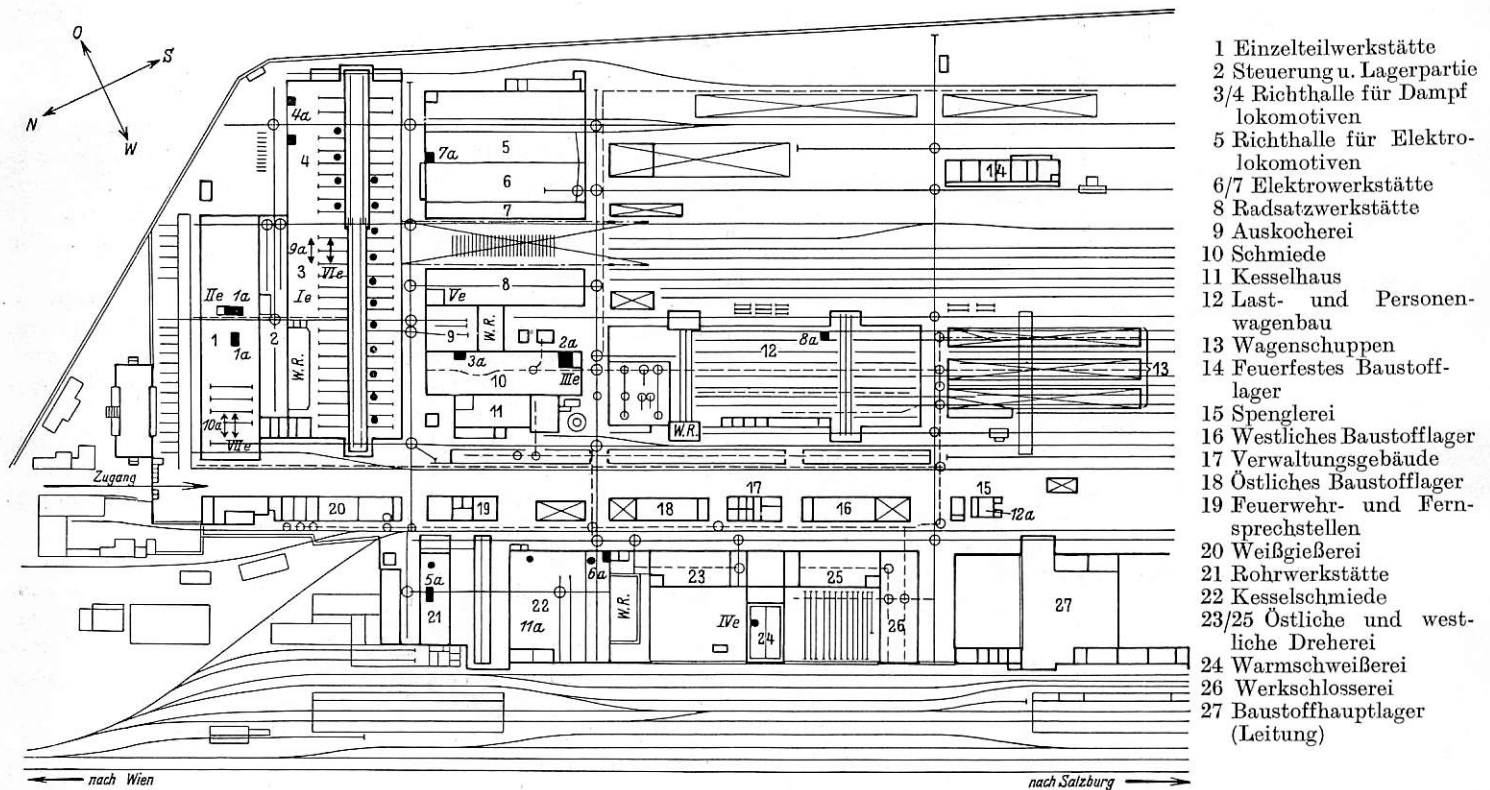 O
S
N
W
4a
4
7a
5
6
7
14
9a
VIe
3
Ie
8
Ve
IIe 1a
1
1a
2
W.R.
9
W.R.
2a
3a
10
IIIe
11
12
8a
13
W.R.
10a
VIIe
Zugang
20
19
18
17
16
15
12a
5a
21
22
11a
6a
W.R.
23
IVe
24
25
26
27
nach Wien
nach Salzburg
1 Einzelteilwerkstätte
2 Steuerung u. Lagerpartie
3/4 Richthalle für Dampf
lokomotiven
5 Richthalle für Elektro-
lokomotiven
6/7 Elektrowerkstätte
8 Radsatzwerkstätte
9 Auskocherei
10 Schmiede
11 Kesselhaus
12 Last- und Personen-
wagenbau
13 Wagenschuppen
14 Feuerfestes Baustoff-
lager
15 Spenglerei
16 Westliches Baustofflager
17 Verwaltungsgebäude
18 Östliches Baustofflager
19 Feuerwehr- und Fern-
sprechstellen
20 Weißgießerei
21 Rohrwerkstätte
22 Kesselschmiede
23/25 Östliche und west-
liche Dreherei
24 Warmschweißerei
26 Werkschlosserei
27 Baustoffhauptlager
(Leitung)